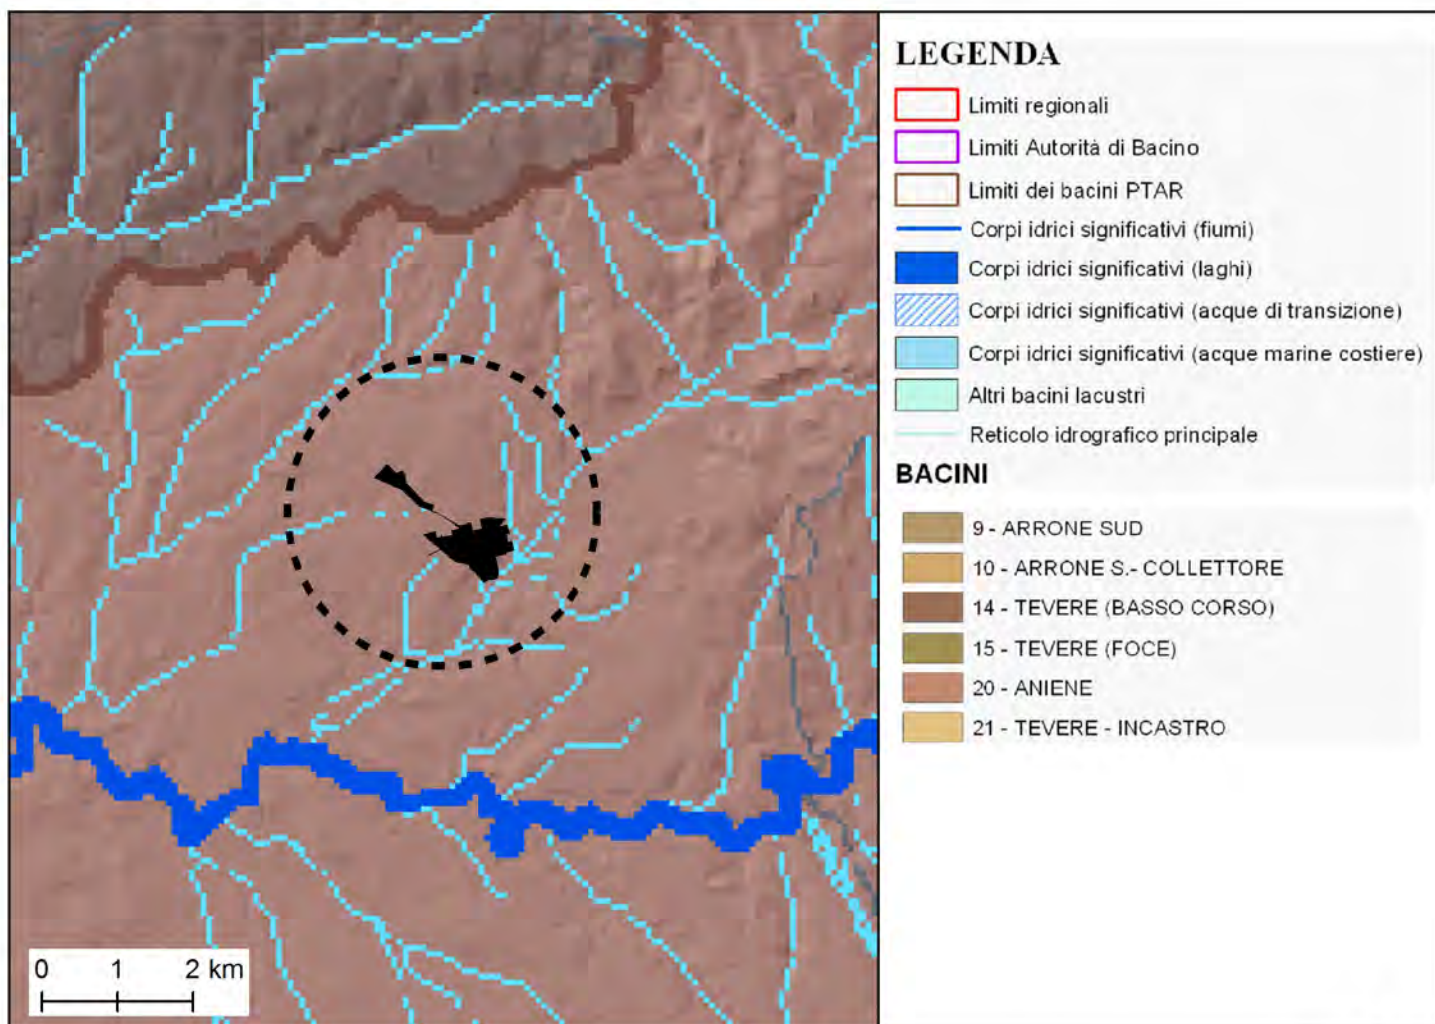 LEGENDA
Limiti regionali
Limiti Autorità di Bacino
Limiti dei bacini PTAR
Corpi idrici significativi (fiumi)
Corpi idrici significativi (laghi)
Corpi idrici significativi (acque di transizione)
Corpi idrici significativi (acque marine costiere)
Altri bacini lacustri
Reticolo idrografico principale
BACINI
9 - ARRONE SUD
10 - ARRONE S.- COLLETTORE
14 - TEVERE (BASSO CORSO)
15 - TEVERE (FOCE)
20 - ANIENE
21 - TEVERE - INCASTRO
0 1 2 km